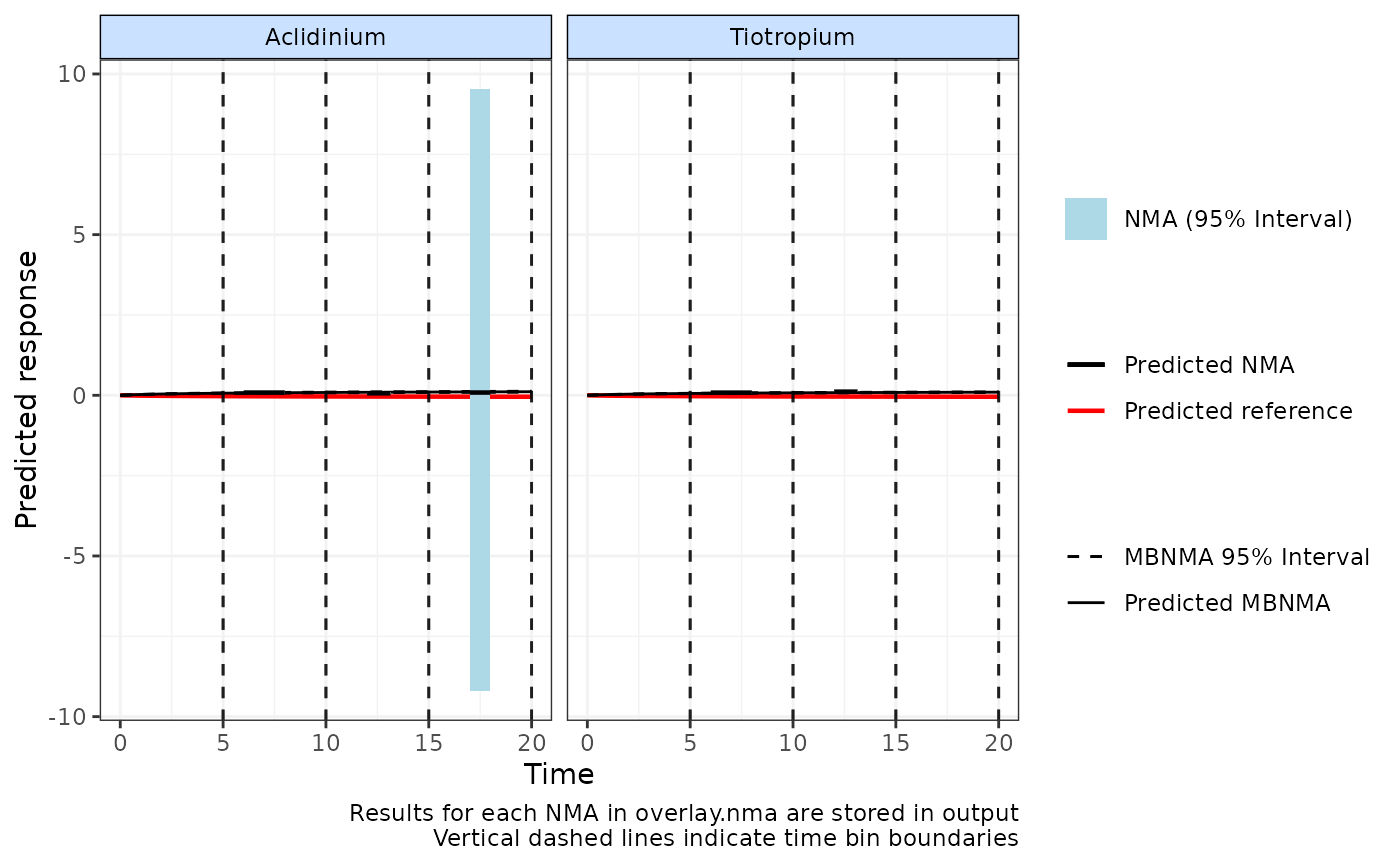 Aclidinium
Tiotropium
Predicted response
10
5
0
-5
-10
0
5
10
15
20
0
5
10
15
20
Time
NMA (95% Interval)
Predicted NMA
Predicted reference
MBNMA 95% Interval
Predicted MBNMA
Results for each NMA in overlay.nma are stored in output
Vertical dashed lines indicate time bin boundaries